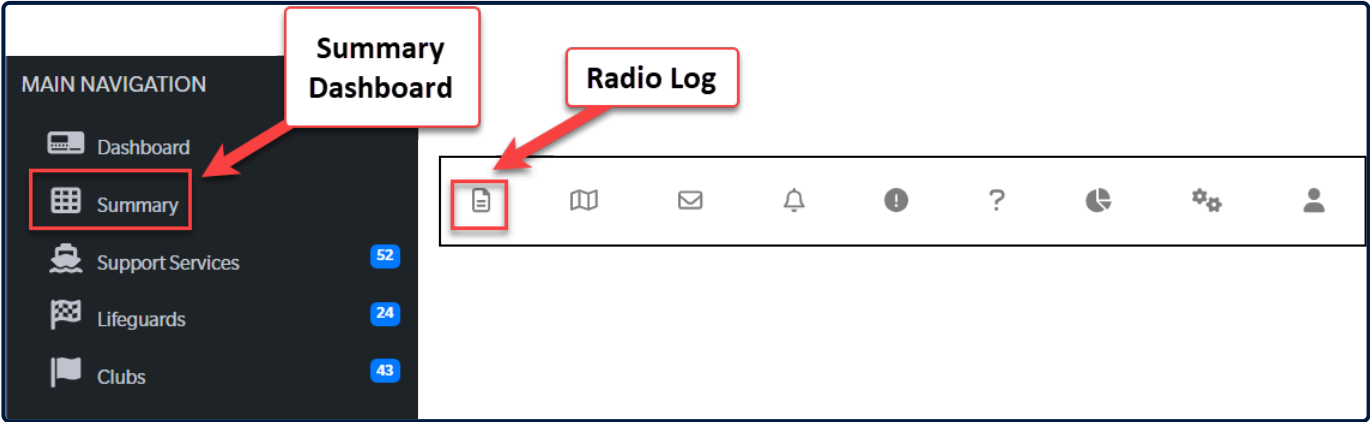 Summary
Dashboard
Radio Log
MAIN NAVIGATION
Dashboard
Summary
Support Services 52
Lifeguards 24
Clubs 43